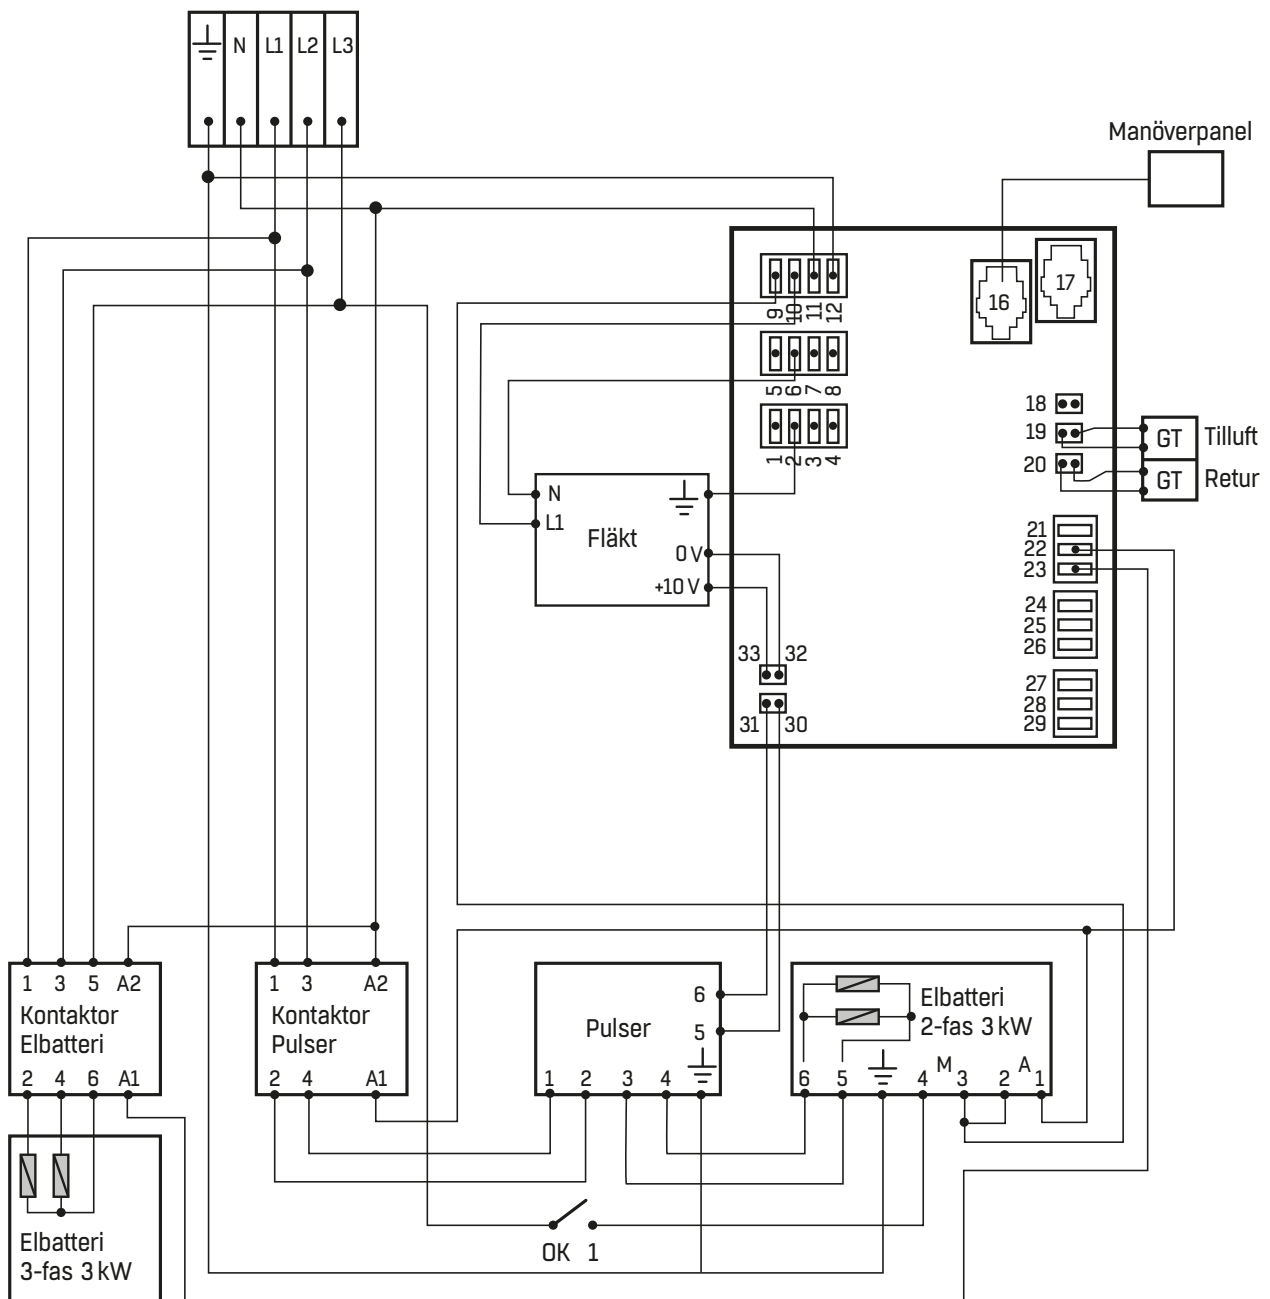 N L1 L2 L3
Manöverpanel
9 10 11 12
16
17
5 6 7 8
1 2 3 4
18
19
20
GT Tilluft
GT Retur
21
22
23
24
25
26
27
28
29
N
L1
Fläkt
0 V
+10 V
33 32
31 30
1 3 5 A2
Kontaktor
Elbatteri
2 4 6 A1
1 3 A2
Kontaktor
Pulser
2 4 A1
6
Pulser
5
1 2 3 4
Elbatteri
2-fas 3 kW
M A
6 5 4 3 2 1
OK 1
Elbatteri
3-fas 3 kW